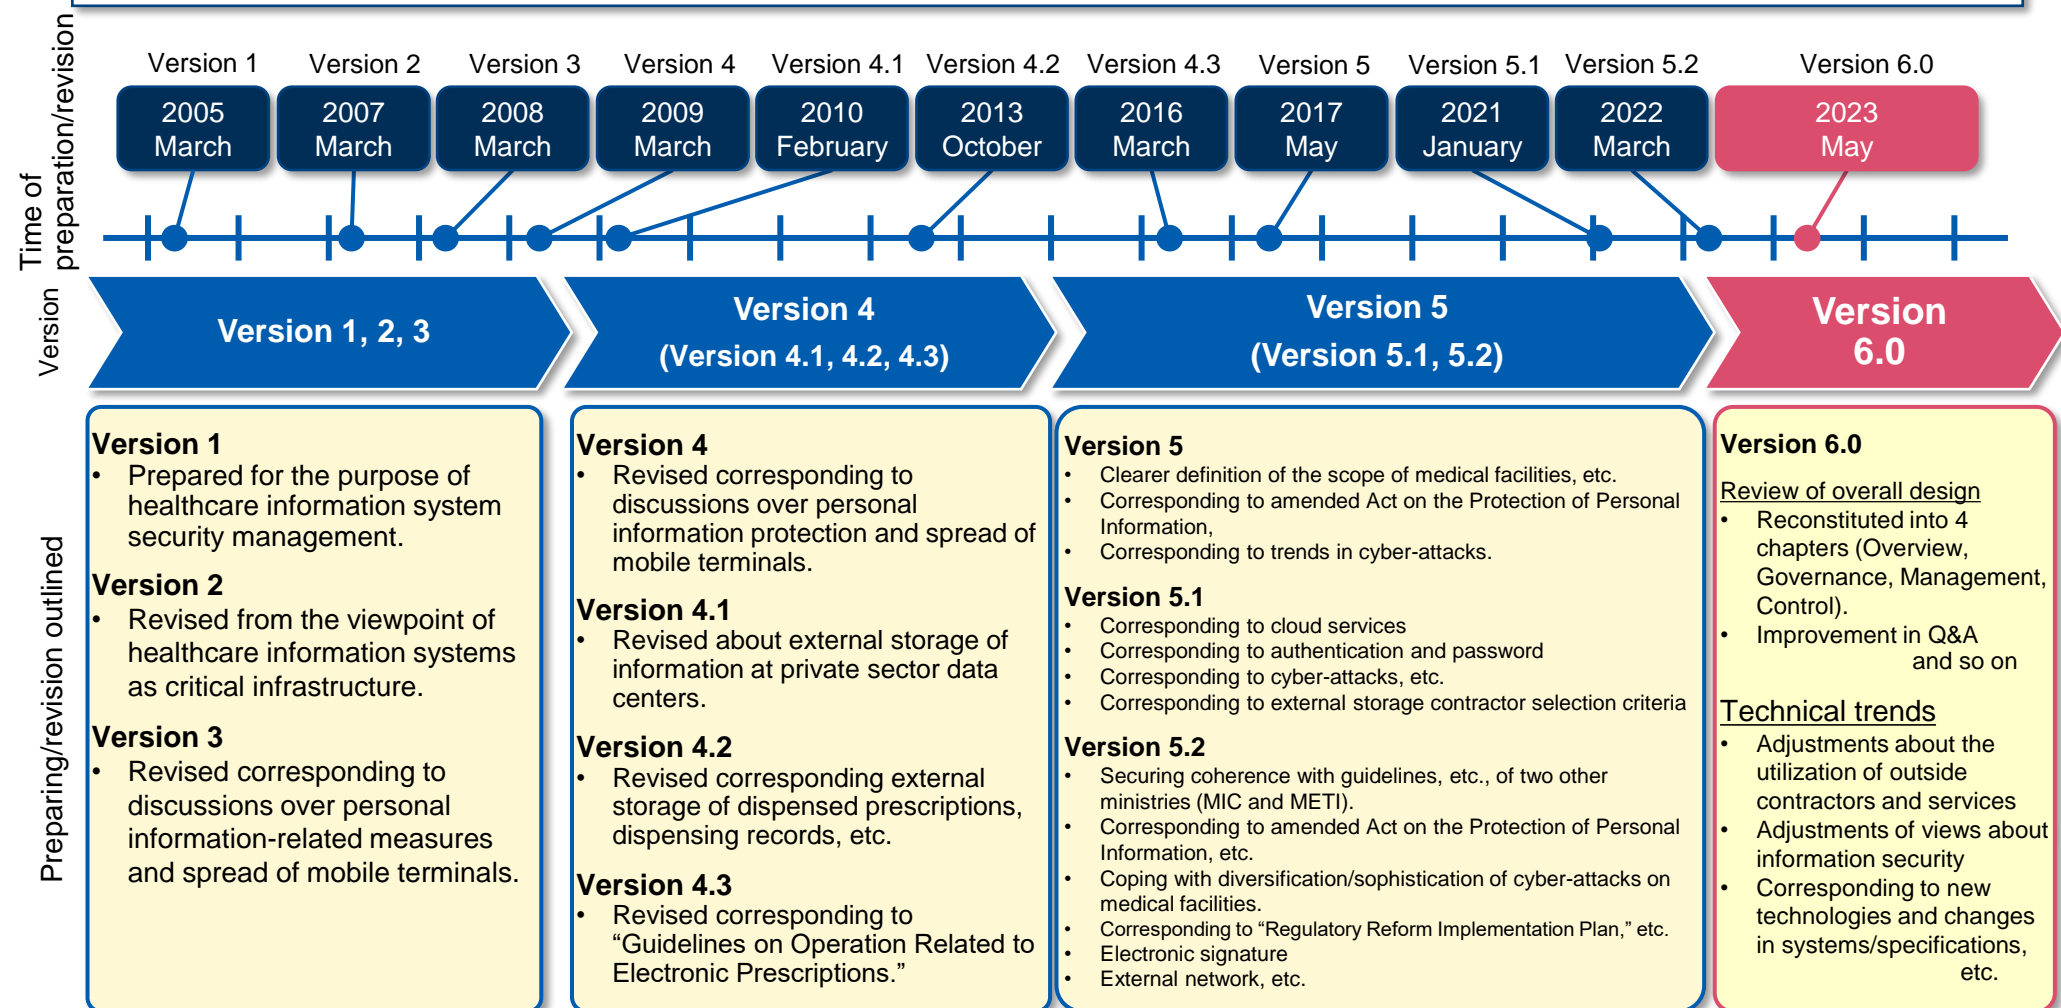 Time of
preparation/revision
Version 1
Version 2
Version 3
Version 4
Version 4.1
Version 4.2
Version 4.3
Version 5
Version 5.1
Version 5.2
Version 6.0
2005
March
2007
March
2008
March
2009
March
2010
February
2013
October
2016
March
2017
May
2021
January
2022
March
2023
May
Version
Version 1, 2, 3
Version 4
(Version 4.1, 4.2, 4.3)
Version 5
(Version 5.1, 5.2)
Version
6.0
Preparing/revision outlined
Version 1
• Prepared for the purpose of
healthcare information system
security management.
Version 2
• Revised from the viewpoint of
healthcare information systems
as critical infrastructure.
Version 3
• Revised corresponding to
discussions over personal
information-related measures
and spread of mobile terminals.
Version 4
• Revised corresponding to
discussions over personal
information protection and spread of
mobile terminals.
Version 4.1
• Revised about external storage of
information at private sector data
centers.
Version 4.2
• Revised corresponding external
storage of dispensed prescriptions,
dispensing records, etc.
Version 4.3
• Revised corresponding to
“Guidelines on Operation Related to
Electronic Prescriptions.”
Version 5
• Clearer definition of the scope of medical facilities, etc.
• Corresponding to amended Act on the Protection of Personal
Information,
• Corresponding to trends in cyber-attacks.
Version 5.1
• Corresponding to cloud services
• Corresponding to authentication and password
• Corresponding to cyber-attacks, etc.
• Corresponding to external storage contractor selection criteria
Version 5.2
• Securing coherence with guidelines, etc., of two other
ministries (MIC and METI).
• Corresponding to amended Act on the Protection of Personal
Information, etc.
• Coping with diversification/sophistication of cyber-attacks on
medical facilities.
• Corresponding to “Regulatory Reform Implementation Plan,” etc.
• Electronic signature
• External network, etc.
Version 6.0
Review of overall design
• Reconstituted into 4
chapters (Overview,
Governance, Management,
Control).
• Improvement in Q&A
and so on
Technical trends
• Adjustments about the
utilization of outside
contractors and services
• Adjustments of views about
information security
• Corresponding to new
technologies and changes
in systems/specifications,
etc.